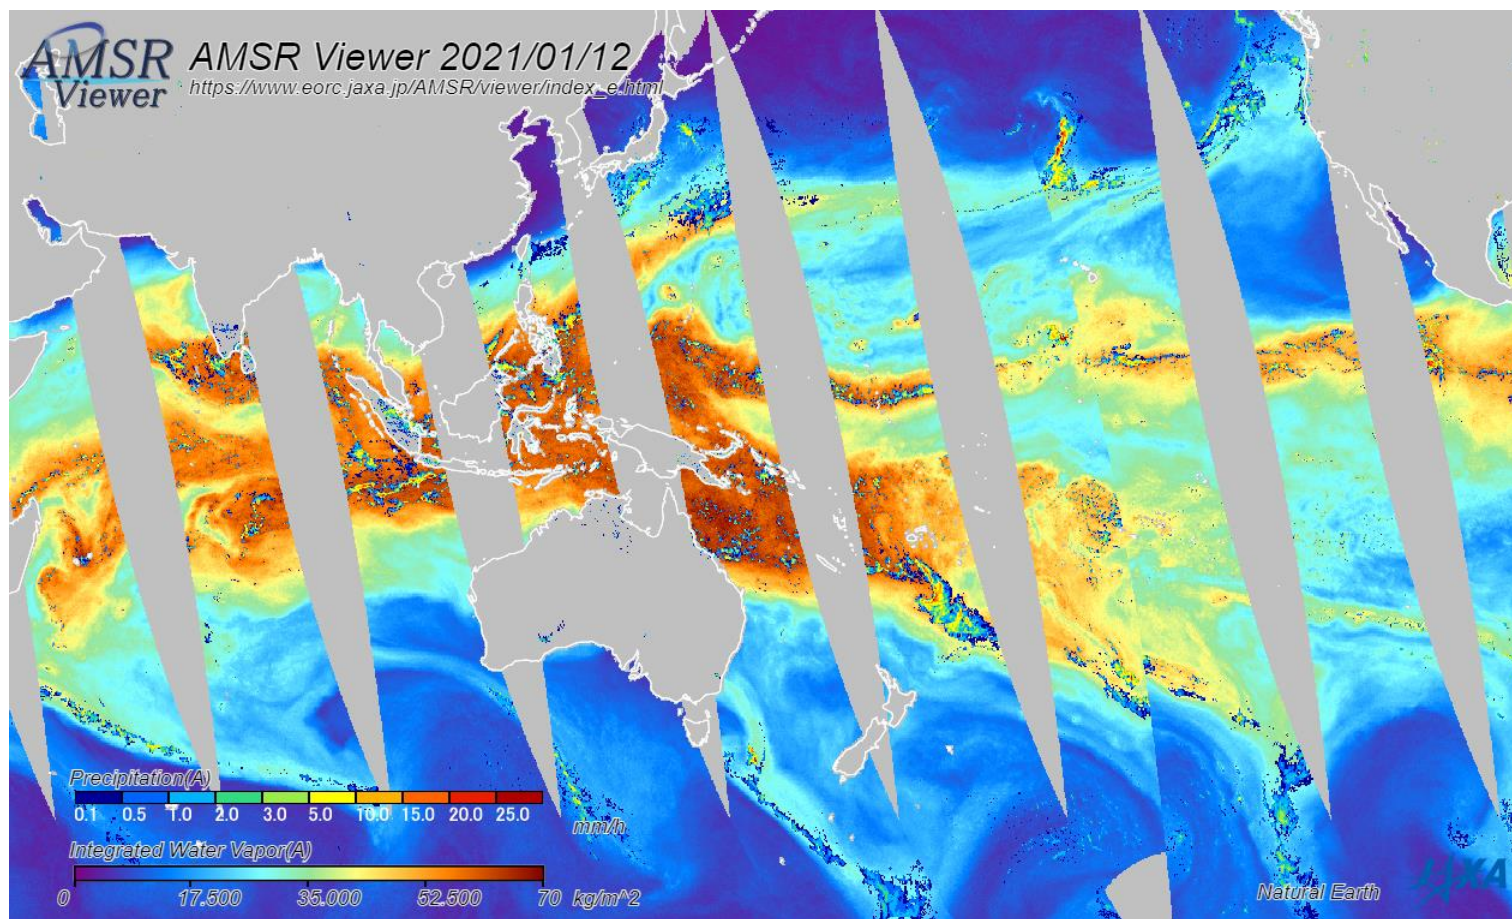 AMSR
Viewer
AMSR Viewer 2021/01/12
https://www.eorc.jaxa.jp/AMSR/viewer/index_e.html
Precipitation(A)
0.1 0.5 1.0 2.0 3.0 5.0 10.0 15.0 20.0 25.0 mm/h
Integrated Water Vapor(A)
0 17.500 35.000 52.500 70 kg/m^2
Natural Earth
JAXA